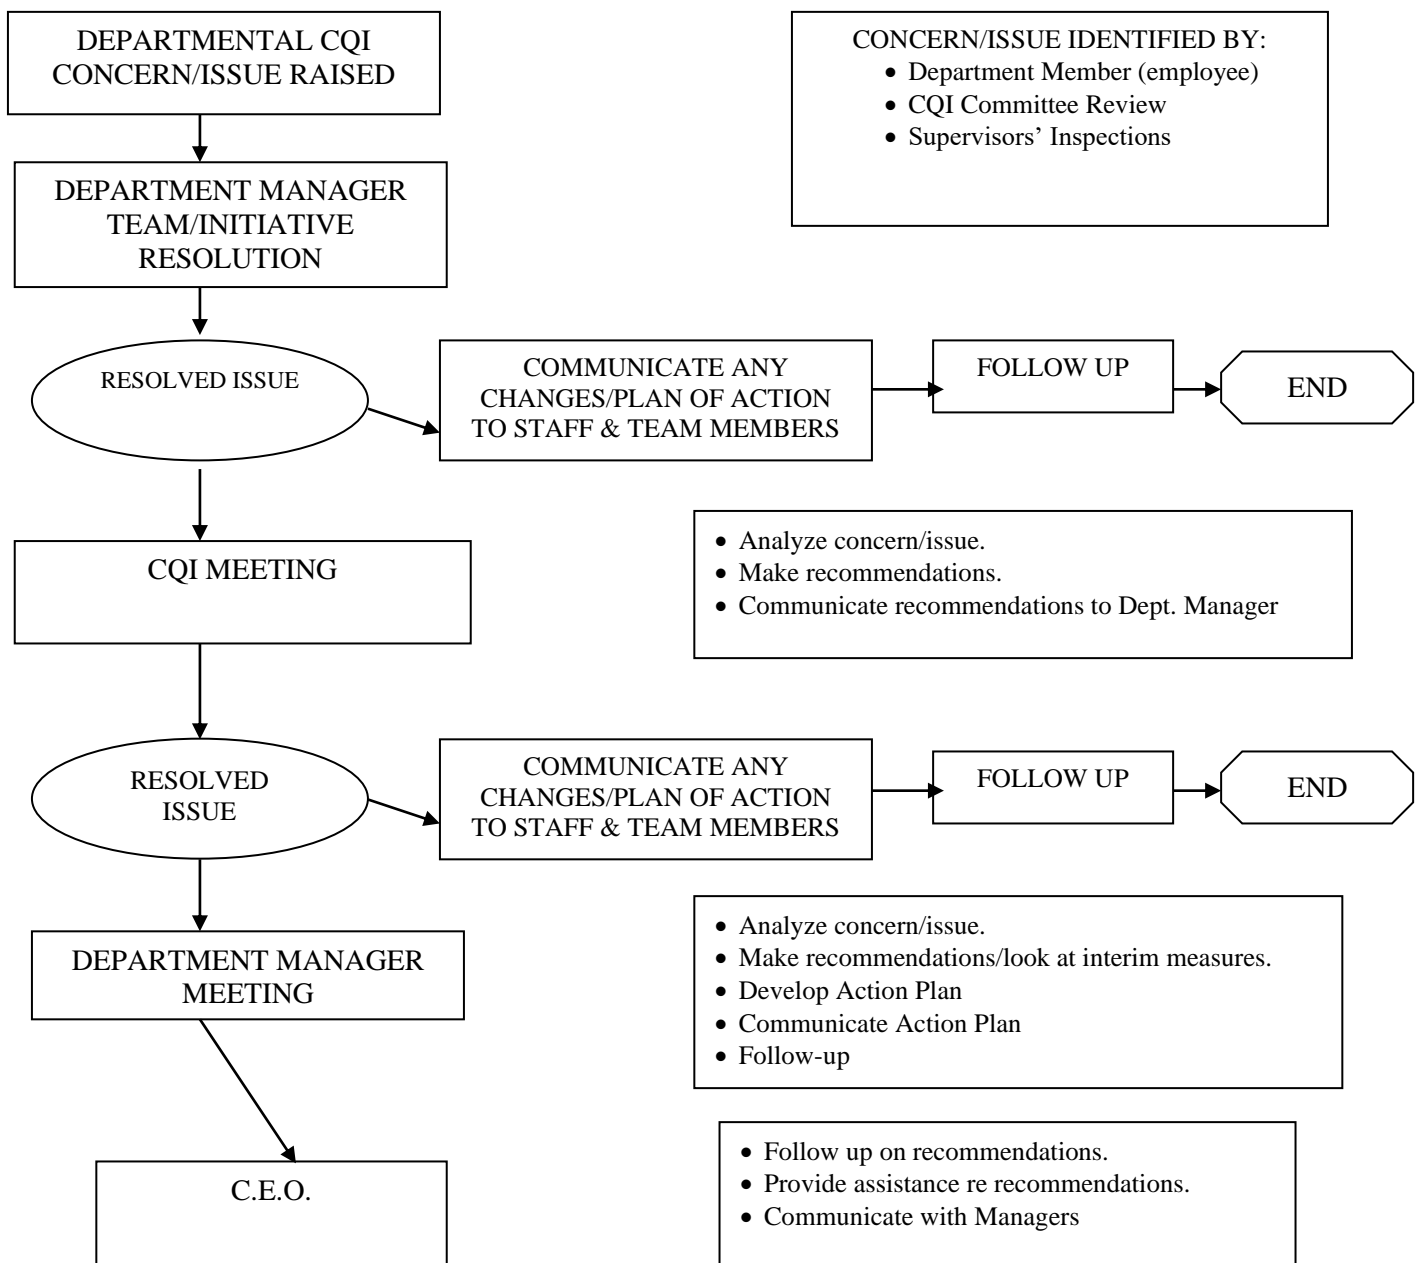 DEPARTMENTAL CQI
CONCERN/ISSUE RAISED
CONCERN/ISSUE IDENTIFIED BY:
• Department Member (employee)
• CQI Committee Review
• Supervisors’ Inspections
DEPARTMENT MANAGER
TEAM/INITIATIVE
RESOLUTION
RESOLVED ISSUE
COMMUNICATE ANY
CHANGES/PLAN OF ACTION
TO STAFF & TEAM MEMBERS
FOLLOW UP
END
CQI MEETING
• Analyze concern/issue.
• Make recommendations.
• Communicate recommendations to Dept. Manager
RESOLVED
ISSUE
COMMUNICATE ANY
CHANGES/PLAN OF ACTION
TO STAFF & TEAM MEMBERS
FOLLOW UP
END
DEPARTMENT MANAGER
MEETING
• Analyze concern/issue.
• Make recommendations/look at interim measures.
• Develop Action Plan
• Communicate Action Plan
• Follow-up
C.E.O.
• Follow up on recommendations.
• Provide assistance re recommendations.
• Communicate with Managers